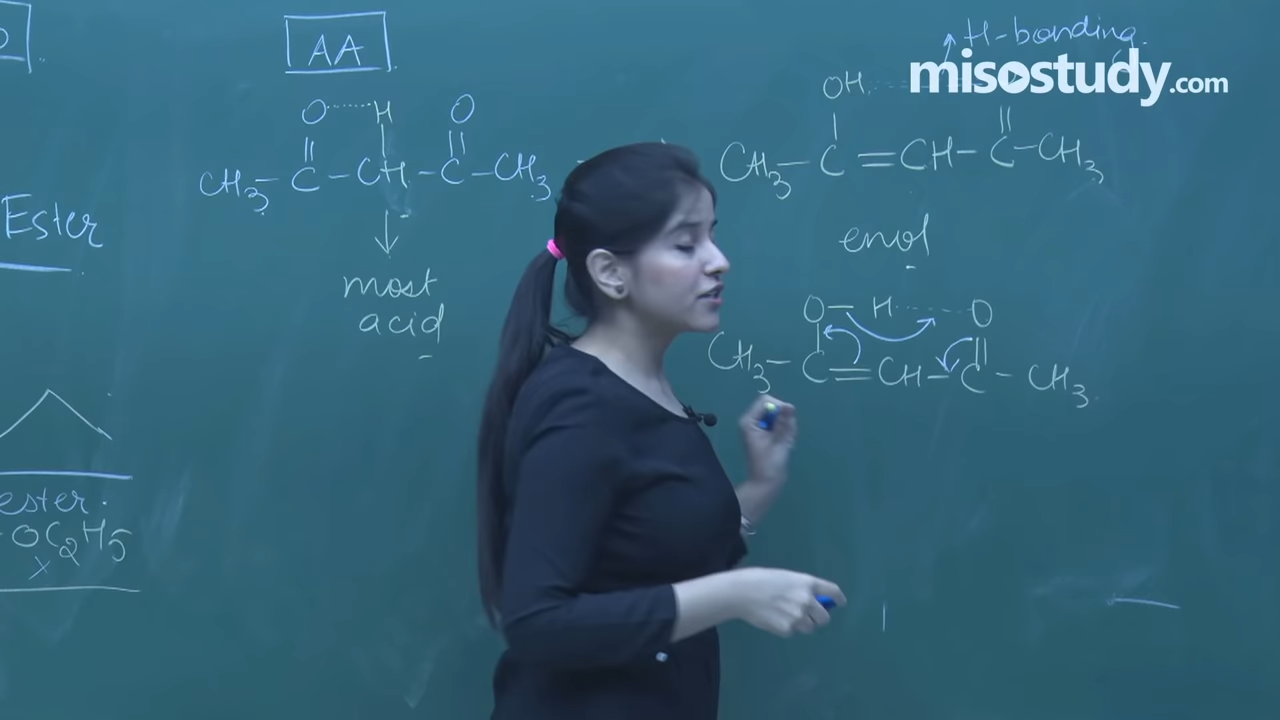 AA
H-bonding
misostudy.com
O H O
CH3 - C - CH - C - CH3
OH
CH3 - C = CH - C - CH3
Ester
most
acid
enol
O - H O
CH3 - C = CH - C - CH3
ester.
-OC2H5
x